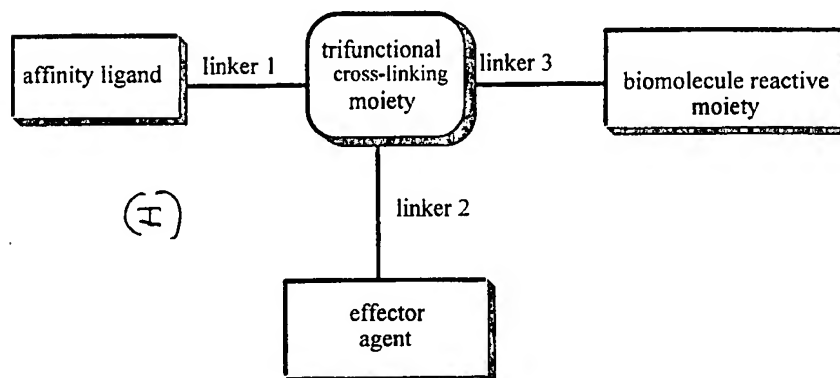 affinity ligand
linker 1
trifunctional
cross-linking
moiety
linker 3
biomolecule reactive
moiety
(I)
linker 2
effector
agent